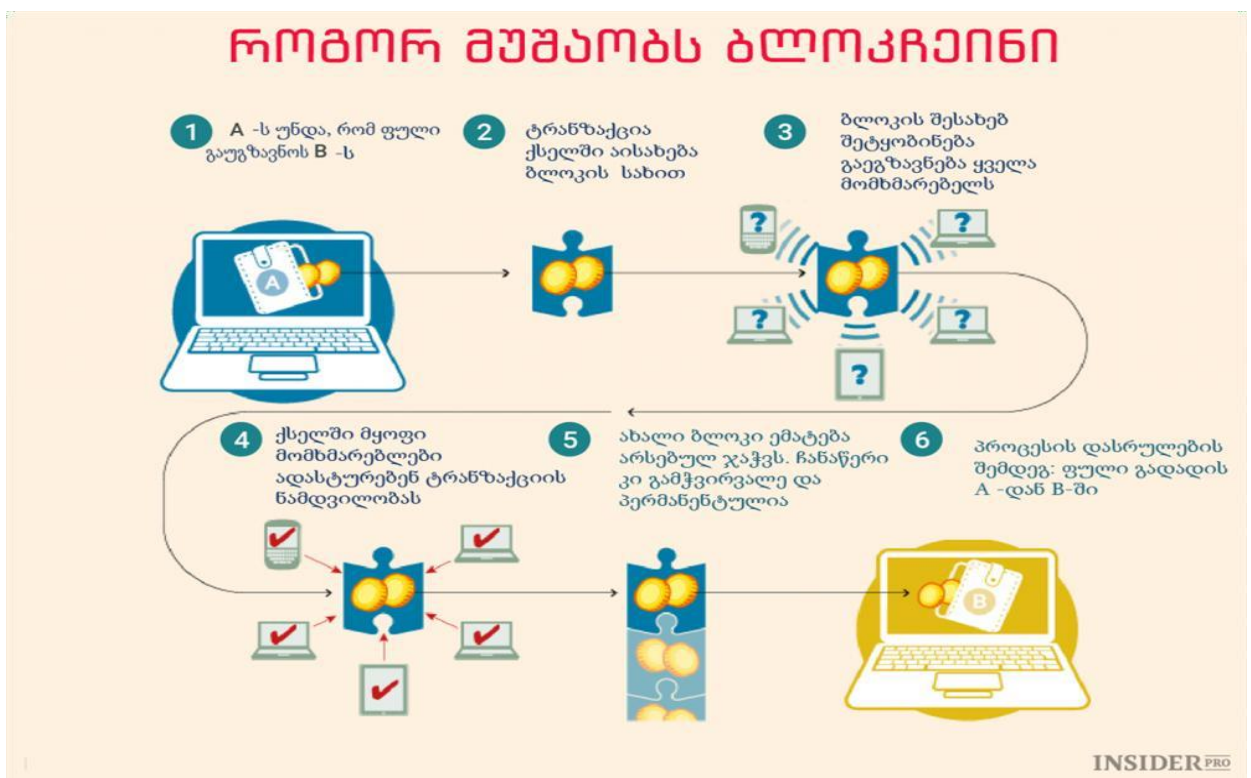 როგორ მუშაობს ბლოკჩეინი
1 A -ს უნდა, რომ ფული
გაუგზავნოს B -ს
A
2 ტრანზაქცია
ქსელში აისახება
ბლოკის სახით
3 ბლოკის შესახებ
შეტყობინება
გაეგზავნება ყველა
მომხმარებელს
?
?
?
?
?
4 ქსელში მყოფი
მომხმარებლები
ადასტურებენ ტრანზაქციის
ნამდვილობას
5 ახალი ბლოკი ემატება
არსებულ ჯაჭვს. ჩანაწერი
კი გამჭვირვალე და
პერმანენტულია
6 პროცესის დასრულების
შემდეგ: ფული გადადის
A -დან B-ში
B
INSIDER PRO